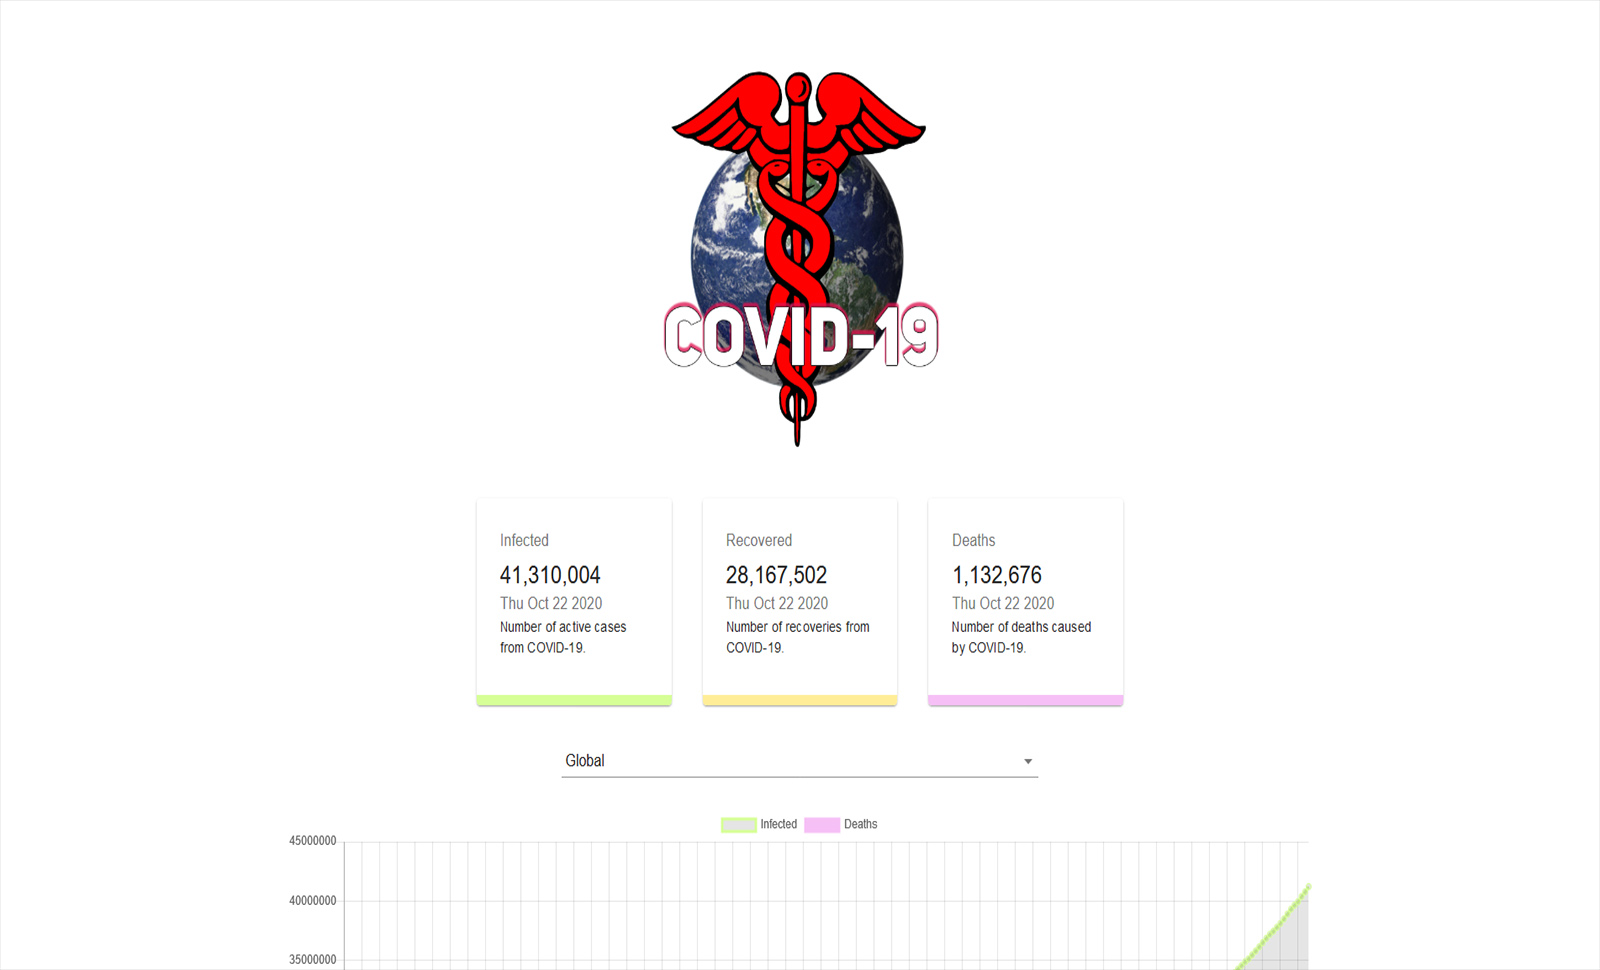 COVID-19
Infected
41,310,004
Thu Oct 22 2020
Number of active cases
from COVID-19.
Recovered
28,167,502
Thu Oct 22 2020
Number of recoveries from
COVID-19.
Deaths
1,132,676
Thu Oct 22 2020
Number of deaths caused
by COVID-19.
Global
Infected Deaths
45000000
40000000
35000000